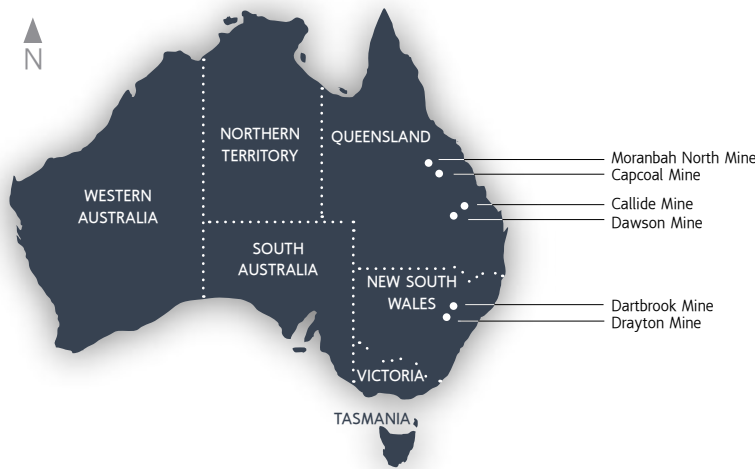 N
NORTHERN
TERRITORY
QUEENSLAND
Moranbah North Mine
Capcoal Mine
WESTERN
AUSTRALIA
Callide Mine
Dawson Mine
SOUTH
AUSTRALIA
NEW SOUTH
WALES
Dartbrook Mine
Drayton Mine
VICTORIA
TASMANIA